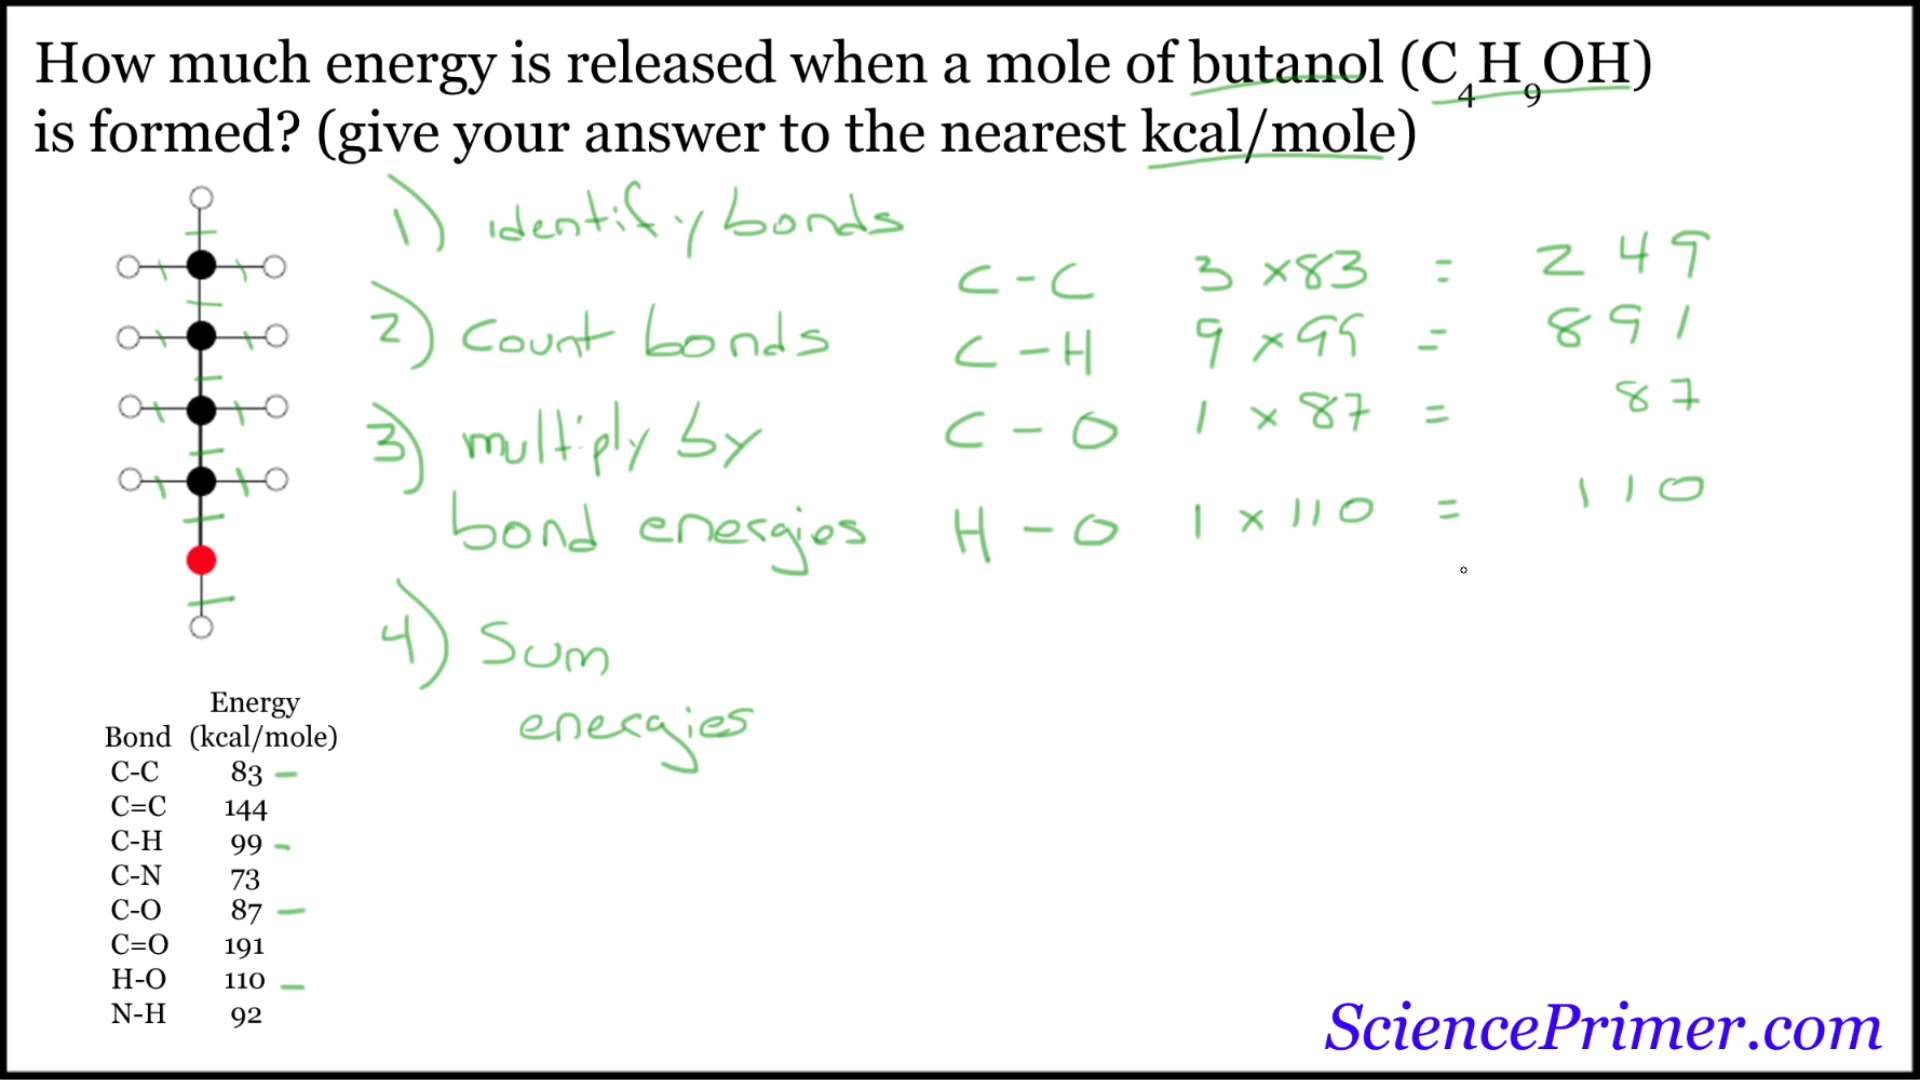 How much energy is released when a mole of butanol (C4H9OH)
is formed? (give your answer to the nearest kcal/mole)
1) identify bonds
2) Count bonds
3) multiply by
bond energies
4) Sum
energies
C-C 3 x83 = 249
C-H 9 x99 = 891
C-O 1 x 87 = 87
H-O 1 x 110 = 110
Energy
Bond (kcal/mole)
C-C 83
C=C 144
C-H 99
C-N 73
C-O 87
C=O 191
H-O 110
N-H 92
SciencePrimer.com